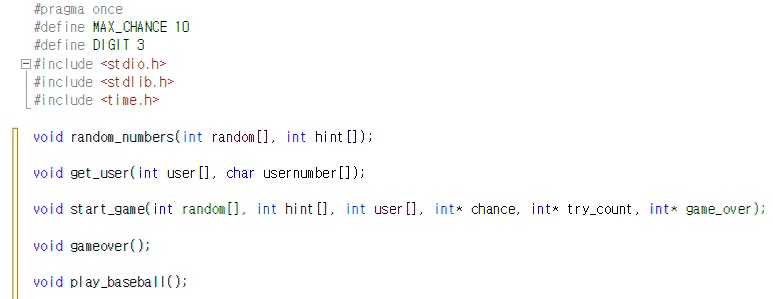 #pragma once
#define MAX_CHANCE 10
#define DIGIT 3
#include <stdio.h>
#include <stdlib.h>
#include <time.h>
void random_numbers(int random[], int hint[]);
void get_user(int user[], char usernumber[]);
void start_game(int random[], int hint[], int user[], int* chance, int* try_count, int* game_over);
void gameover();
void play_baseball();